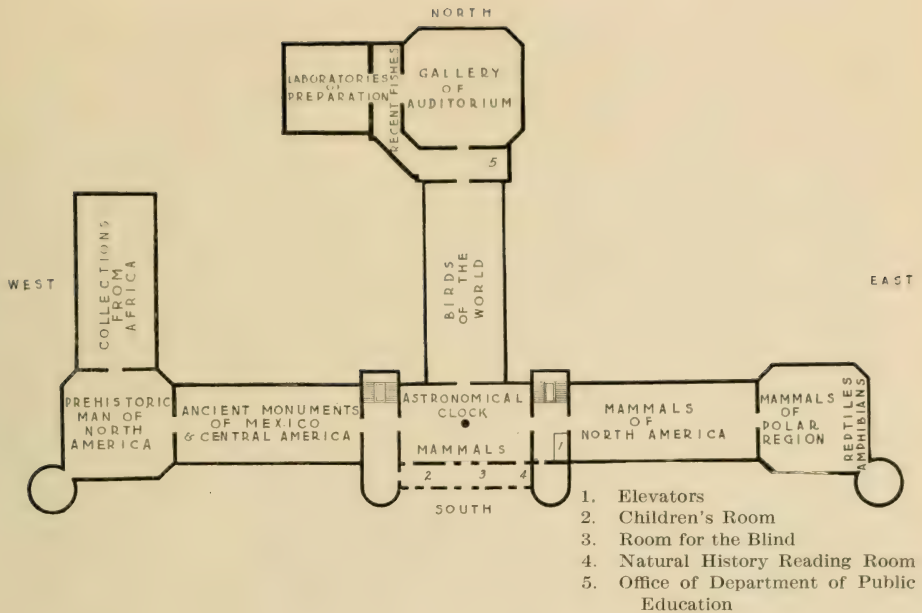 NORTH
LABORATORIES
OF
PREPARATION
RECENT FISHES
GALLERY
OF
AUDITORIUM
5
WEST
EAST
COLLECTIONS
FROM
AFRICA
BIRDS
OF THE
WORLD
PREHISTORIC
MAN OF
NORTH
AMERICA
ANCIENT MONUMENTS
OF MEXICO
& CENTRAL AMERICA
ASTRONOMICAL
CLOCK
MAMMALS
2 3 4
1
MAMMALS
OF
NORTH AMERICA
MAMMALS
OF
POLAR
REGION
REPTILES
AMPHIBIANS
SOUTH
1. Elevators
2. Children's Room
3. Room for the Blind
4. Natural History Reading Room
5. Office of Department of Public
Education